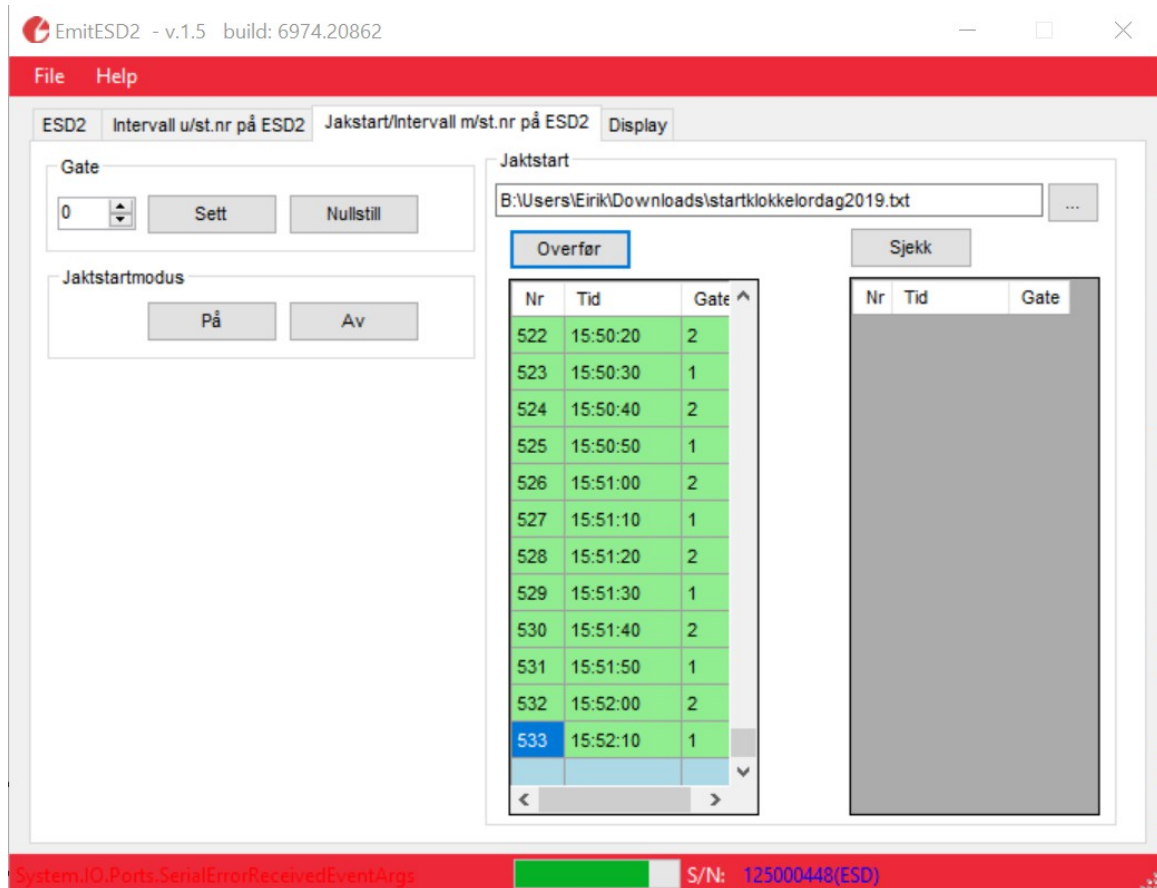 EmitESD2 - v.1.5 build: 6974.20862
File Help
ESD2 Intervall u/st.nr på ESD2 Jakstart/Intervall m/st.nr på ESD2 Display
Gate
0 Sett Nullstill
Jaktstartmodus
På Av
Jaktstart
B:\Users\Eirik\Downloads\startklokkelordag2019.txt ...
Overfør Sjekk
Nr Tid Gate Nr Tid Gate
522 15:50:20 2
523 15:50:30 1
524 15:50:40 2
525 15:50:50 1
526 15:51:00 2
527 15:51:10 1
528 15:51:20 2
529 15:51:30 1
530 15:51:40 2
531 15:51:50 1
532 15:52:00 2
533 15:52:10 1
System.IO.Ports.SerialErrorReceivedEventArgs S/N: 125000448(ESD)